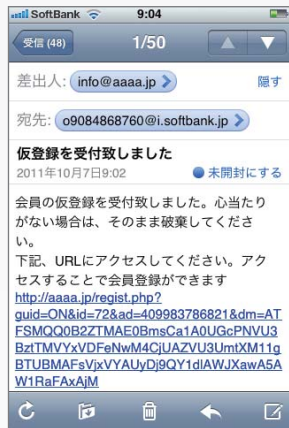 SoftBank 9:04
受信 (48) 1/50
差出人: info@aaaa.jp 隠す
宛先: o9084868760@i.softbank.jp
仮登録を受付致しました
2011年10月7日9:02 未開封にする
会員の仮登録を受付致しました。心当たり
がない場合は、そのまま破棄してくださ
い。
下記、URLにアクセスしてください。アク
セスすることで会員登録ができます
http://aaaa.jp/regist.php?
guid=ON&id=72&ad=409983786821&dm=AT
FSMQQ0B2ZTMAE0BmsCa1A0UGcPNVU3
BztTMVYxVDFeNwM4CjUAZVU3UmtXM11g
BTUBMAFsVjxVYAUyDj9QY1dlAWJXawA5A
W1RaFAxAjM